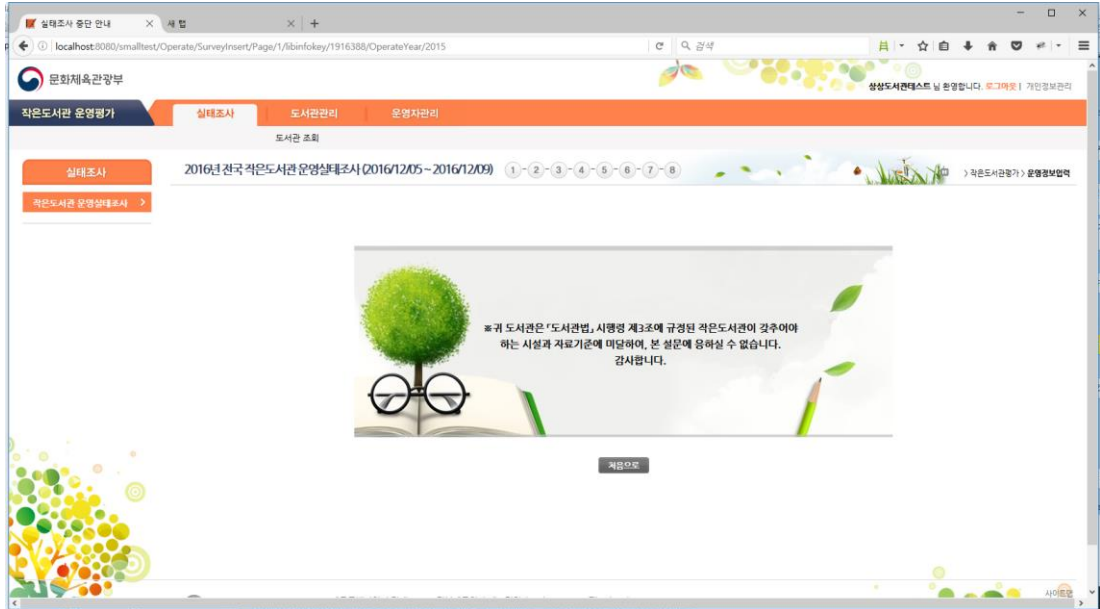 실태조사 중단 안내
새 탭
localhost:8080/smalltest/Operate/SurveyInsert/Page/1/libinfokey/1916388/OperateYear/2015
검색
문화체육관광부
상상도서관테스트 님 환영합니다. 로그아웃 | 개인정보관리
작은도서관 운영평가
실태조사 도서관관리 운영자관리
도서관 조회
실태조사
2016년 전국 작은도서관 운영실태조사 (2016/12/05 ~ 2016/12/09) 1-2-3-4-5-6-7-8
> 작은도서관평가 > 운영정보입력
작은도서관 운영실태조사 >
※귀 도서관은 「도서관법」 시행령 제3조에 규정된 작은도서관이 갖추어야
하는 시설과 자료기준에 미달하여, 본 설문에 응하실 수 없습니다.
감사합니다.
처음으로
사이트맵